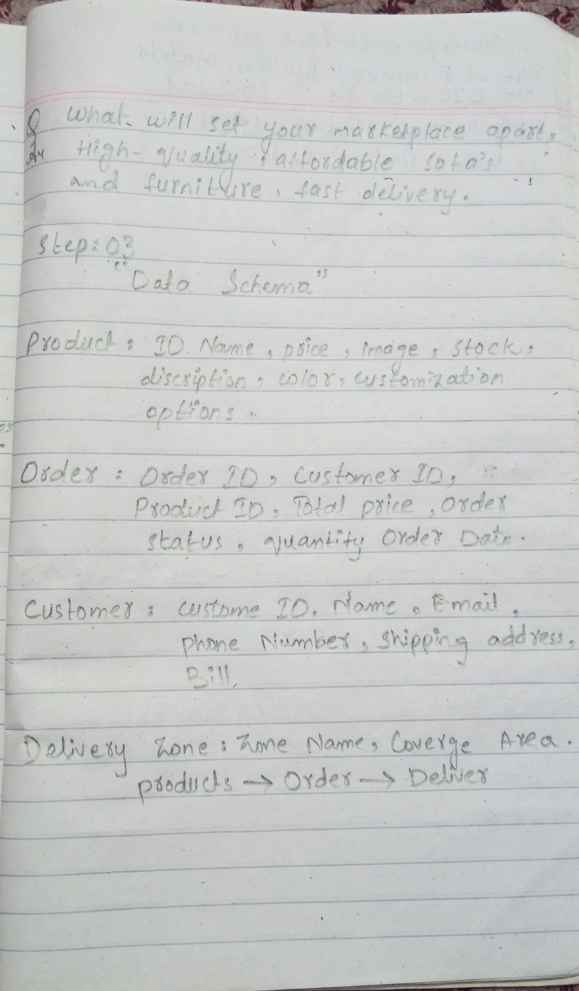 Q What will set your marketplace apart,
High-quality, affordable Sofa's
and furniture, fast delivery.
Step:03
"Data Schema"
Product: ID. Name, price, image, stock,
discription, color, customization
options.
Order: Order ID, Customer ID,
Product ID, Total price, order
status, quantity Order Date.
Customer: custome ID, Name, Email,
phone Number, shipping address,
Bill.
Delivery Zone: Zone Name, Coverge Area.
products → Order → Deliver